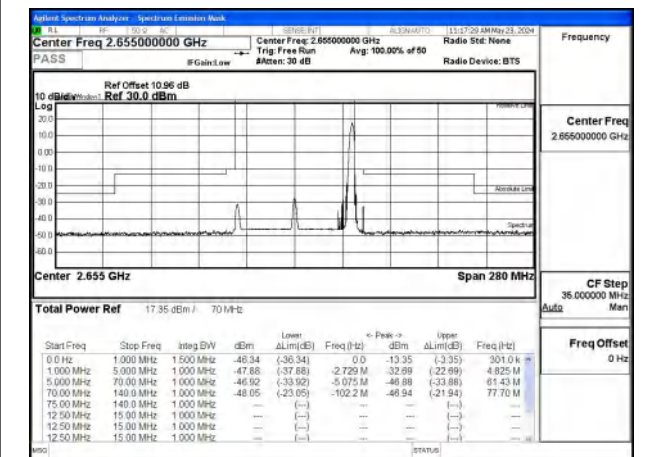 Agilent Spectrum Analyzer - Spectrum Emission Mask
RL RF 50 Ω AC SENSE:INT ALIGN AUTO 11:17:29 AM May 23, 2024
Center Freq 2.655000000 GHz
Center Freq: 2.655000000 GHz
Radio Std: None
Trig: Free Run
Avg: 100.00% of 50
PASS
IFGain:Low
#Atten: 30 dB
Radio Device: BTS
Ref Offset 10.96 dB
10 dB/div Ref 30.0 dBm
Log
20.0
0.00
-10.0
-20.0
-30.0
-40.0
-50.0
-60.0
Relative Limit
Absolute Limit
Spectrum
Center 2.655 GHz
Span 280 MHz
Total Power Ref 17.35 dBm / 70 MHz
Lower <- Peak -> Upper
Start Freq Stop Freq Integ BW dBm ΔLim(dB) Freq (Hz) dBm ΔLim(dB) Freq (Hz)
0.0 Hz 1.000 MHz 1.500 MHz -46.34 (-36.34) 0.0 -13.35 (-3.35) 301.0 k
1.000 MHz 5.000 MHz 1.000 MHz -47.88 (-37.88) -2.729 M -32.69 (-22.69) 4.825 M
5.000 MHz 70.00 MHz 1.000 MHz -46.92 (-33.92) -5.075 M -46.88 (-33.88) 61.43 M
70.00 MHz 140.0 MHz 1.000 MHz -48.05 (-23.05) -102.2 M -46.94 (-21.94) 77.70 M
75.00 MHz 140.0 MHz 1.000 MHz --- (---) --- --- (---) ---
12.50 MHz 15.00 MHz 1.000 MHz --- (---) --- --- (---) ---
12.50 MHz 15.00 MHz 1.000 MHz --- (---) --- --- (---) ---
12.50 MHz 15.00 MHz 1.000 MHz --- (---) --- --- (---) ---
MSG
STATUS
Frequency
Center Freq
2.655000000 GHz
CF Step
35.000000 MHz
Auto Man
Freq Offset
0 Hz